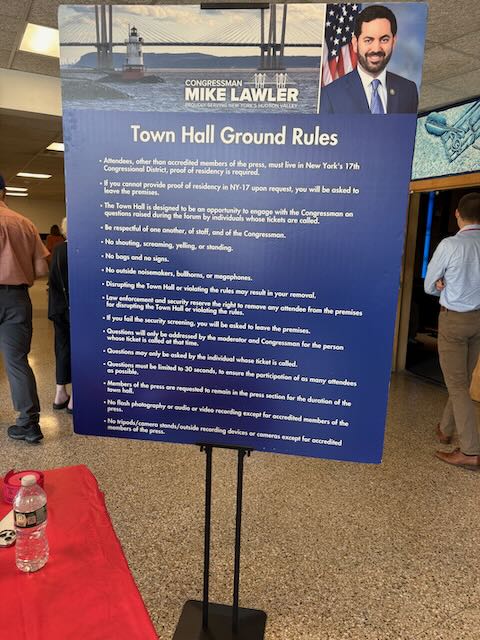 CONGRESSMAN
MIKE LAWLER
PROUDLY SERVING NEW YORK'S HUDSON VALLEY
Town Hall Ground Rules
• Attendees, other than accredited members of the press, must live in New York's 17th
Congressional District, proof of residency is required.
• If you cannot provide proof of residency in NY-17 upon request, you will be asked to
leave the premises.
• The Town Hall is designed to be an opportunity to engage with the Congressman on
questions raised during the forum by individuals whose tickets are called.
• Be respectful of one another, of staff, and of the Congressman.
• No shouting, screaming, yelling, or standing.
• No bags and no signs.
• No outside noisemakers, bullhorns, or megaphones.
• Disrupting the Town Hall or violating the rules may result in your removal.
• Law enforcement and security reserve the right to remove any attendee from the premises
for disrupting the Town Hall or violating the rules.
• If you fail the security screening, you will be asked to leave the premises.
• Questions will only be addressed by the moderator and Congressman for the person
whose ticket is called at that time.
• Questions may only be asked by the individual whose ticket is called.
• Questions must be limited to 30 seconds, to ensure the participation of as many attendees
as possible.
• Members of the press are requested to remain in the press section for the duration of the
town hall.
• No flash photography or audio or video recording except for accredited members of the
press.
• No tripods/camera stands/outside recording devices or cameras except for accredited
members of the press.